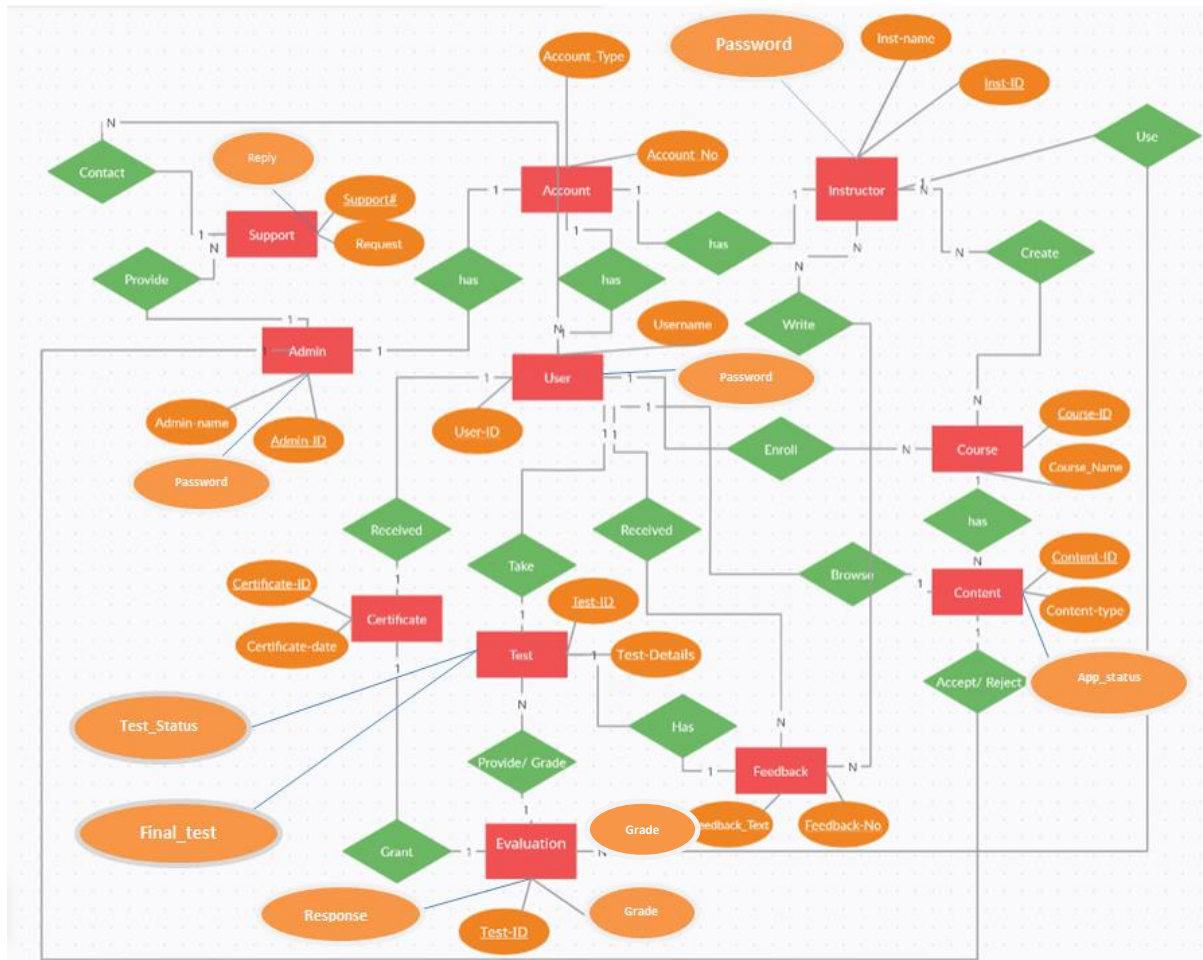 Password
Inst-name
Account_Type
Inst-ID
N
Use
Contact
Reply
Account_No
1
Support#
1
Account
1
1
Instructor
1
N
Support
Request
N
1
has
N
N
Create
Provide
has
has
1
N
Write
Username
1
Admin
1
1
N
User
1
Password
N
Admin-name
Admin-ID
User-ID
1
1
1
Enroll
N
Course
Course-ID
Course_Name
Password
1
Received
Received
has
Take
Browse
1
N
Content
Content-ID
Content-type
Certificate-ID
Certificate-date
1
Certificate
1
Test-ID
Test
1
Test-Details
1
1
Accept/ Reject
App_status
Test_Status
N
Has
N
Provide/ Grade
1
Feedback
N
Final_test
1
Evaluation
Grade
eedback_Text
Feedback-No
Grant
1
N
Response
Test-ID
Grade